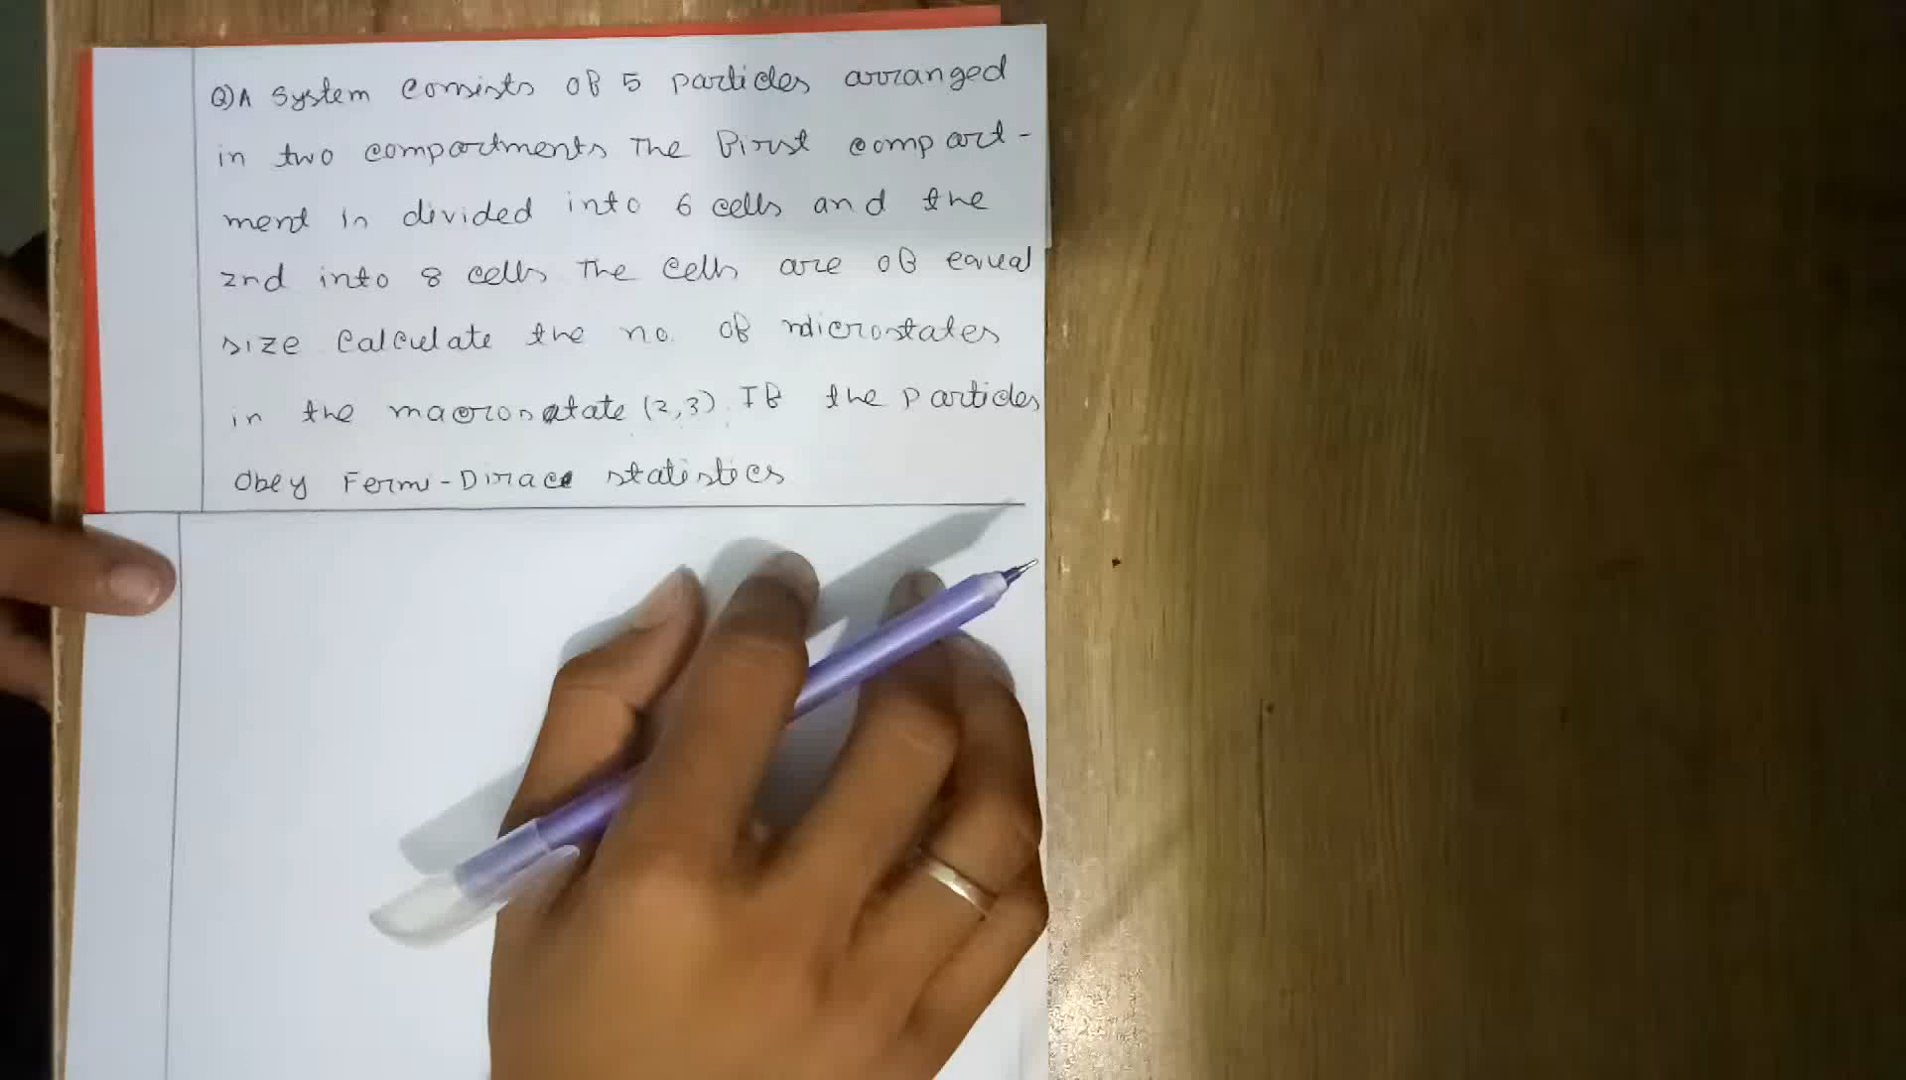 Q)A system consists of 5 particles arranged
in two compartments The first compart-
ment is divided into 6 cells and the
2nd into 8 cells The cells are of equal
size calculate the no. of microstates
in the macrostate (2,3). If the particles
obey Fermi-Dirac statistics